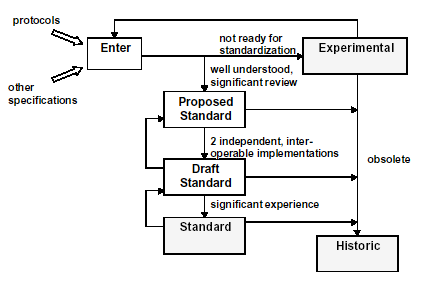 protocols
Enter
other
specifications
not ready for
standardization
Experimental
well understood,
significant review
Proposed
Standard
2 independent, inter-
operable implementations
Draft
Standard
obsolete
significant experience
Standard
Historic